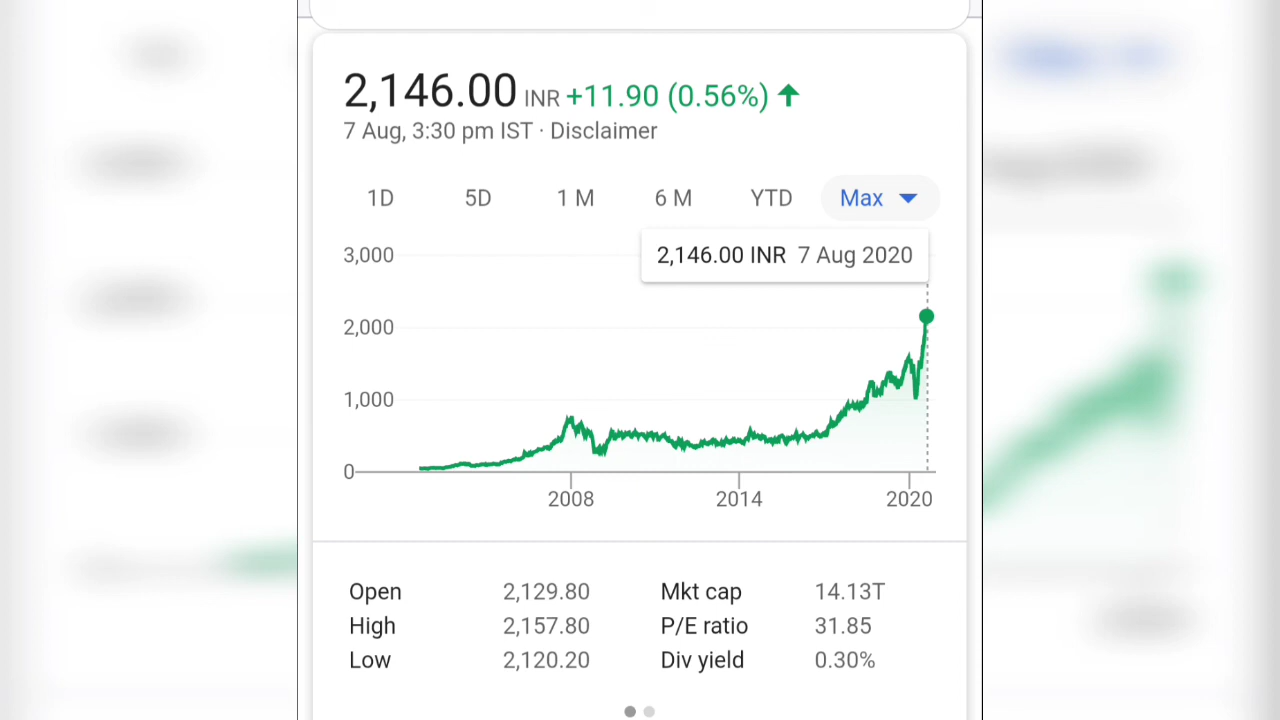 2,146.00 INR +11.90 (0.56%)
7 Aug, 3:30 pm IST · Disclaimer
1D 5D 1 M 6 M YTD Max
2,146.00 INR 7 Aug 2020
3,000
2,000
1,000
0
2008 2014 2020
Open 2,129.80 Mkt cap 14.13T
High 2,157.80 P/E ratio 31.85
Low 2,120.20 Div yield 0.30%